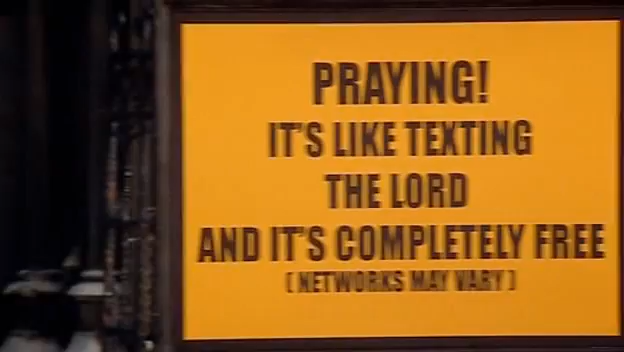 PRAYING!
IT'S LIKE TEXTING
THE LORD
AND IT'S COMPLETELY FREE
( NETWORKS MAY VARY )